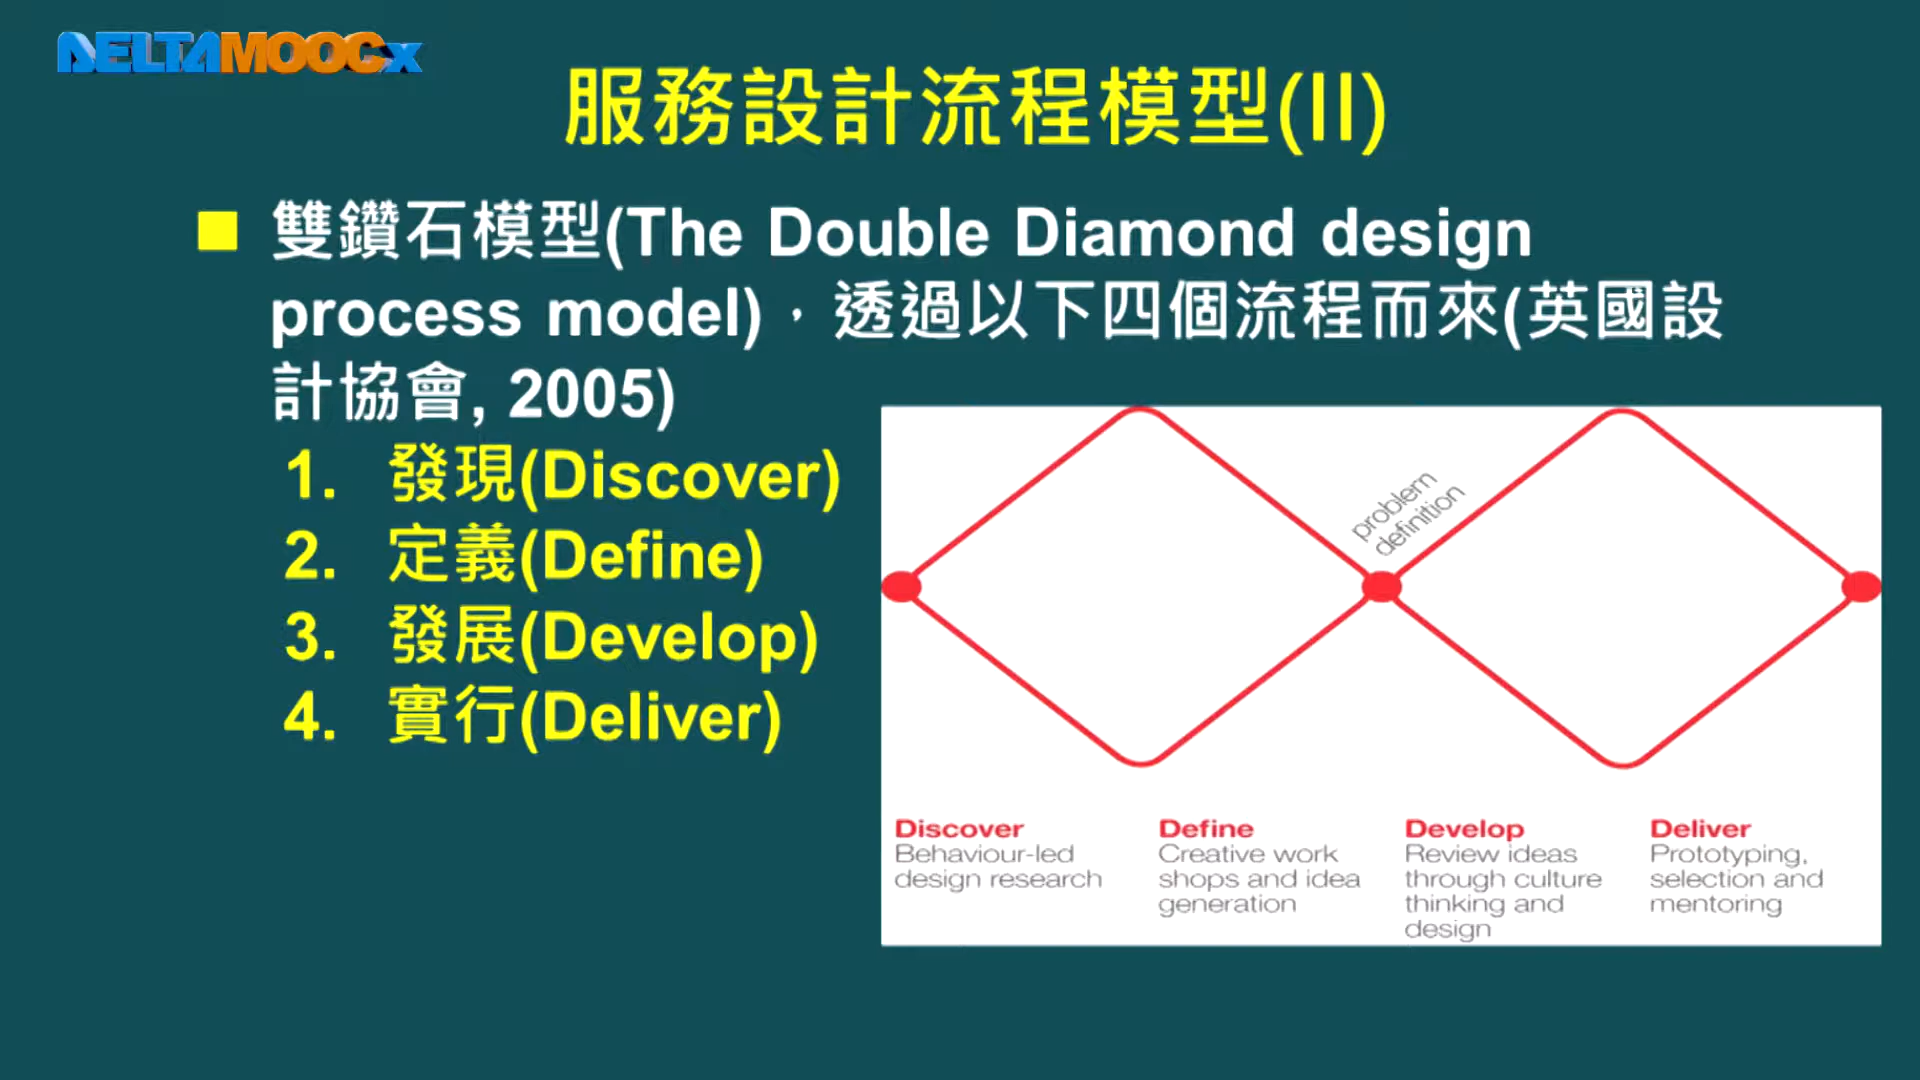 DELTAMOOCx
服務設計流程模型(II)
雙鑽石模型(The Double Diamond design
process model)，透過以下四個流程而來(英國設
計協會, 2005)
1. 發現(Discover)
2. 定義(Define)
3. 發展(Develop)
4. 實行(Deliver)
problem
definition
Discover
Behaviour-led
design research
Define
Creative work
shops and idea
generation
Develop
Review ideas
through culture
thinking and
design
Deliver
Prototyping,
selection and
mentoring